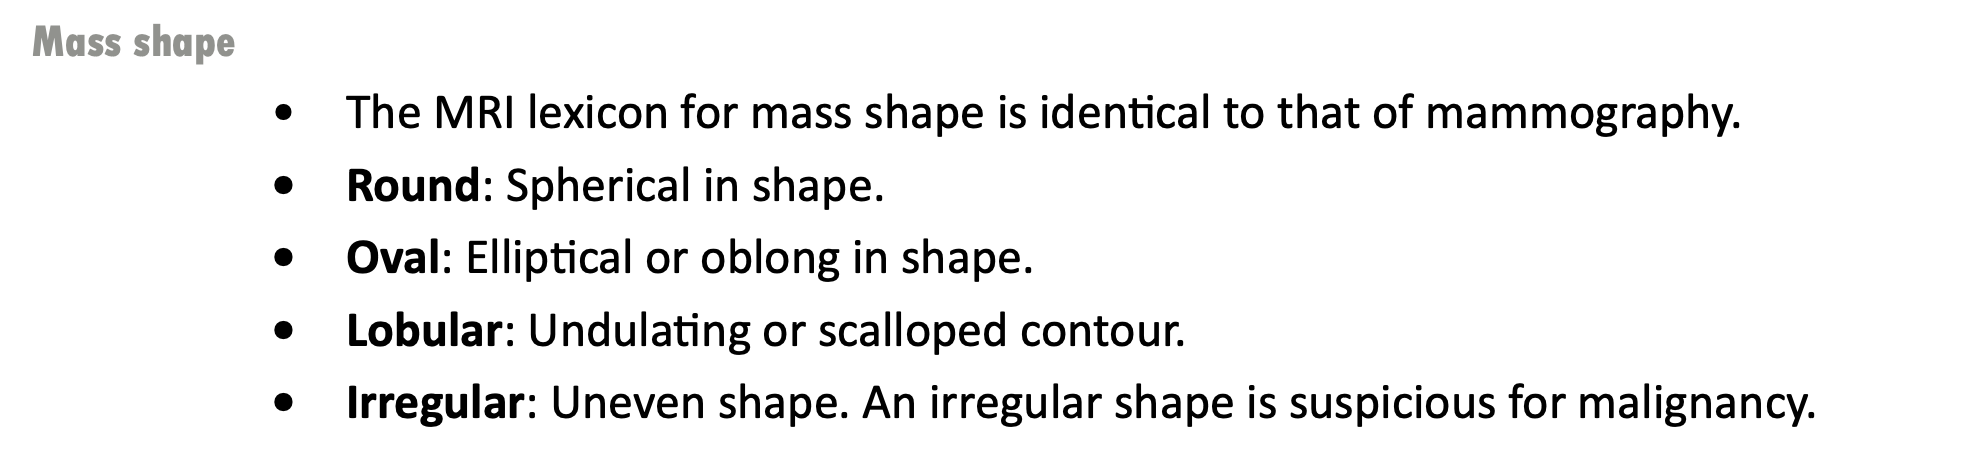 Mass shape
• The MRI lexicon for mass shape is identical to that of mammography.
• Round: Spherical in shape.
• Oval: Elliptical or oblong in shape.
• Lobular: Undulating or scalloped contour.
• Irregular: Uneven shape. An irregular shape is suspicious for malignancy.